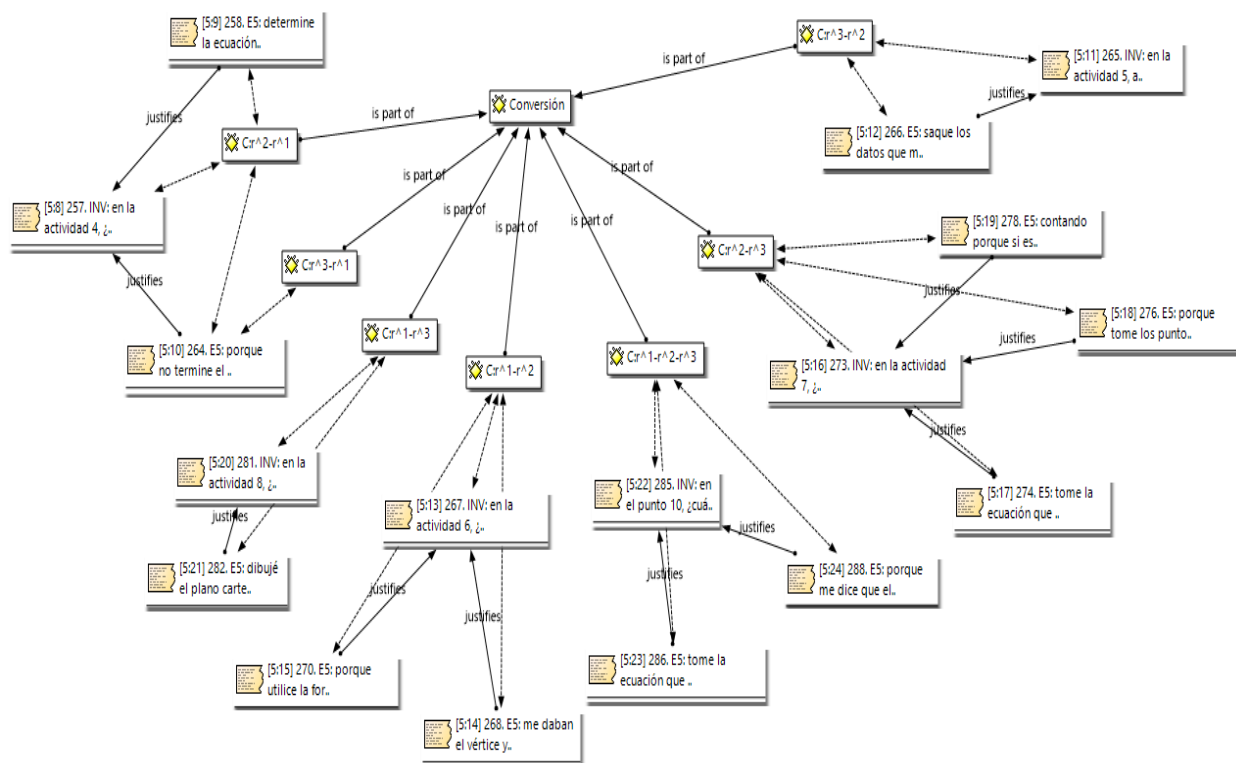 [5:9] 258. E5: determine
la ecuación..
C:r^3-r^2
[5:11] 265. INV: en la
actividad 5, a..
is part of
justifies
Conversión
justifies
is part of
[5:12] 266. E5: saque los
datos que m..
C:r^2-r^1
is part of
is part of
[5:8] 257. INV: en la
actividad 4, ¿..
is part of
is part of
is part of
[5:19] 278. E5: contando
porque si es..
C:r^2-r^3
C:r^3-r^1
justifies
justifies
[5:18] 276. E5: porque
tome los punto..
C:r^1-r^3
justifies
[5:10] 264. E5: porque
no termine el ..
C:r^1-r^2
C:r^1-r^2-r^3
[5:16] 273. INV: en la actividad
7, ¿..
justifies
[5:20] 281. INV: en la
actividad 8, ¿..
[5:13] 267. INV: en la
actividad 6, ¿..
[5:22] 285. INV: en
el punto 10, ¿cuá..
[5:17] 274. E5: tome la
ecuación que ..
justifies
justifies
[5:21] 282. E5: dibujé
el plano carte..
[5:24] 288. E5: porque
me dice que el..
justifies
justifies
justifies
[5:15] 270. E5: porque
utilice la for..
[5:23] 286. E5: tome la
ecuación que ..
[5:14] 268. E5: me daban
el vértice y..